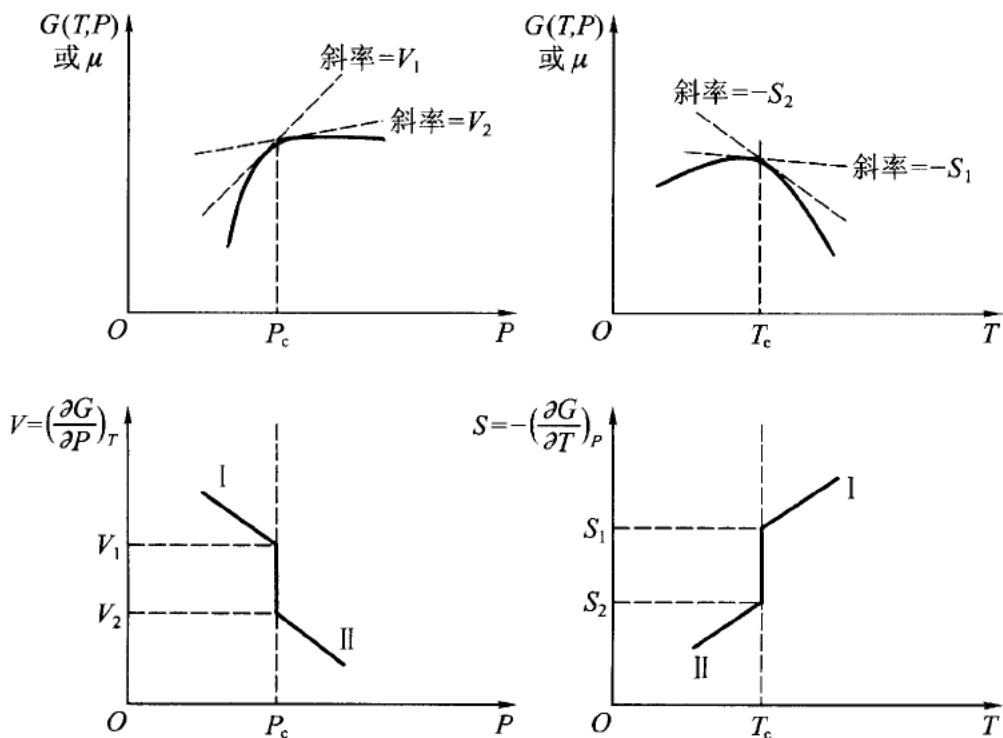 G(T,P)
或 μ
斜率=V₁
斜率=V₂
O
P_c
P
G(T,P)
或 μ
斜率=-S₂
斜率=-S₁
O
T_c
T
V=(∂G/∂P)_T
I
V₁
V₂
II
O
P_c
P
S=-(∂G/∂T)_P
I
S₁
S₂
II
O
T_c
T